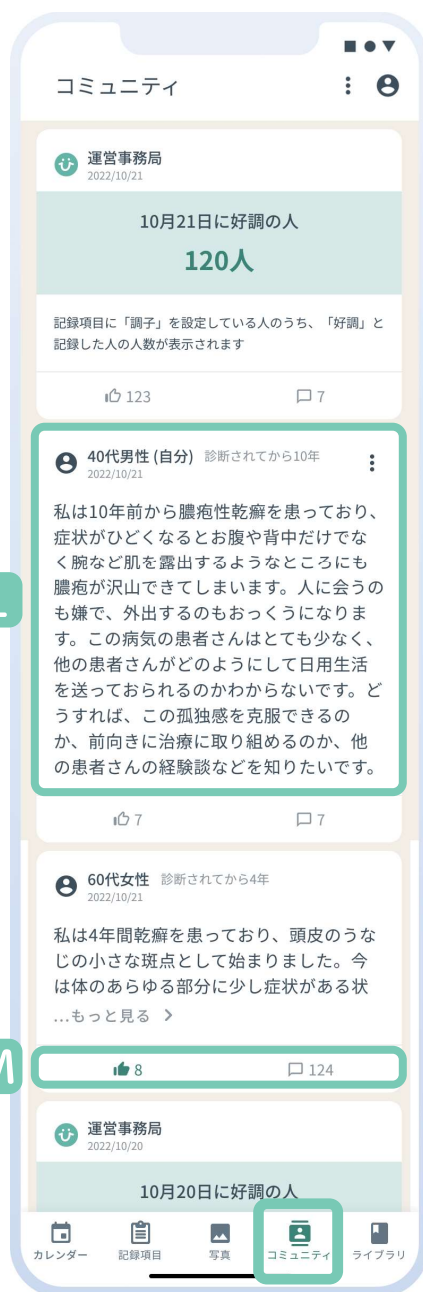 コミュニティ
運営事務局
2022/10/21
10月21日に好調の人
120人
記録項目に「調子」を設定している人のうち、「好調」と
記録した人の人数が表示されます
123 7
40代男性 (自分) 診断されてから10年
2022/10/21
私は10年前から膿疱性乾癬を患っており、
症状がひどくなるとお腹や背中だけでな
く腕など肌を露出するようなところにも
膿疱が沢山できてしまいます。人に会うの
も嫌で、外出するのもおっくうになりま
す。この病気の患者さんはとても少なく、
他の患者さんがどのようにして日用生活
を送っておられるのかわからないです。ど
うすれば、この孤独感を克服できるの
か、前向きに治療に取り組めるのか、他
の患者さんの経験談などを知りたいです。
7 7
60代女性 診断されてから4年
2022/10/21
私は4年間乾癬を患っており、頭皮のうな
じの小さな斑点として始まりました。今
は体のあらゆる部分に少し症状がある状
...もっと見る >
8 124
運営事務局
2022/10/20
10月20日に好調の人
カレンダー 記録項目 写真 コミュニティ ライブラリ